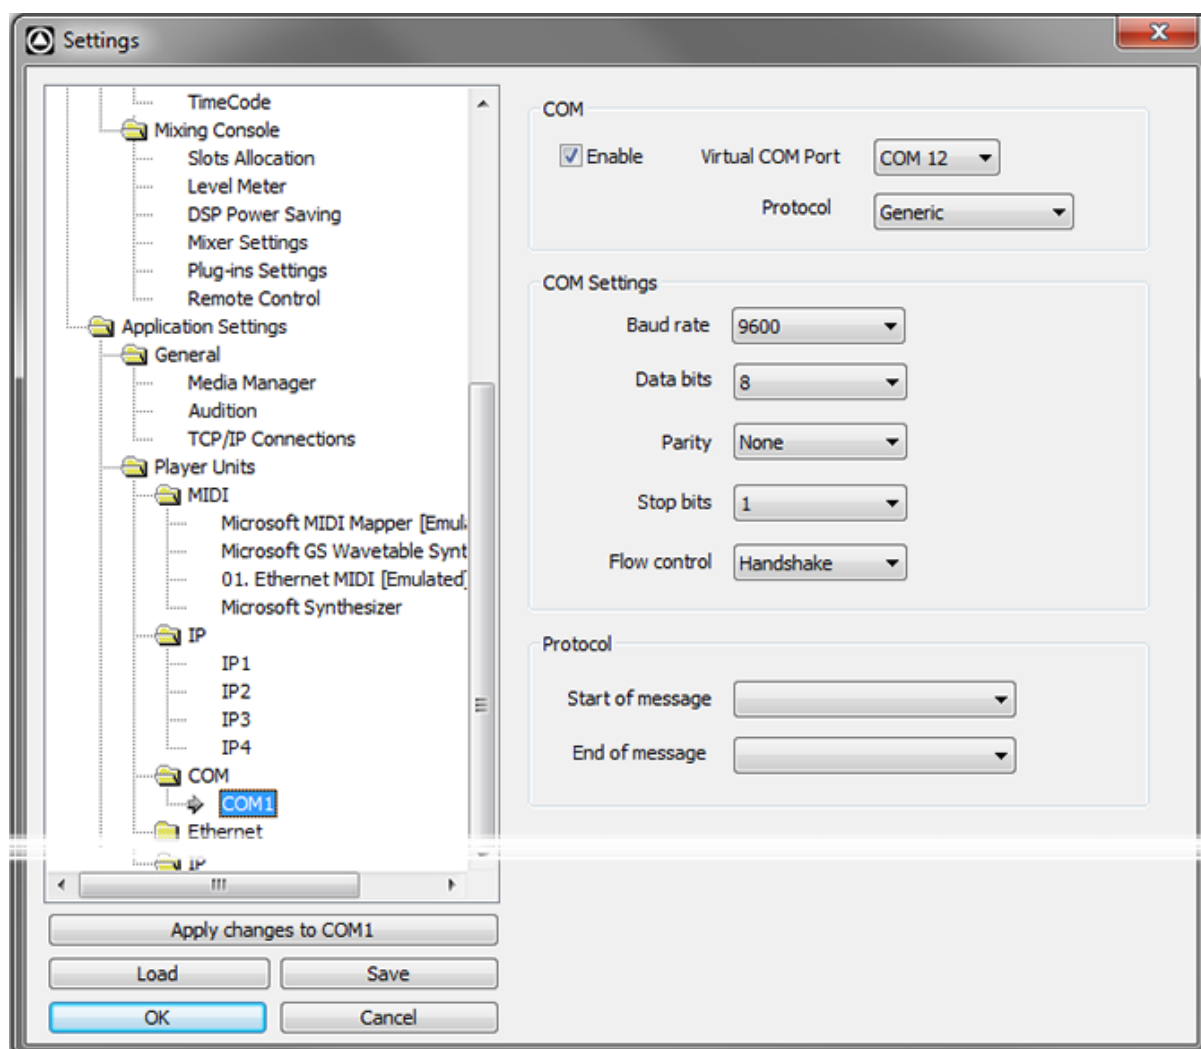 Settings
TimeCode
Mixing Console
Slots Allocation
Level Meter
DSP Power Saving
Mixer Settings
Plug-ins Settings
Remote Control
Application Settings
General
Media Manager
Audition
TCP/IP Connections
Player Units
MIDI
Microsoft MIDI Mapper [Emul
Microsoft GS Wavetable Synt
01. Ethernet MIDI [Emulated]
Microsoft Synthesizer
IP
IP1
IP2
IP3
IP4
COM
COM1
Ethernet
IP
Apply changes to COM1
Load Save
OK Cancel
COM
Enable Virtual COM Port COM 12
Protocol Generic
COM Settings
Baud rate 9600
Data bits 8
Parity None
Stop bits 1
Flow control Handshake
Protocol
Start of message
End of message